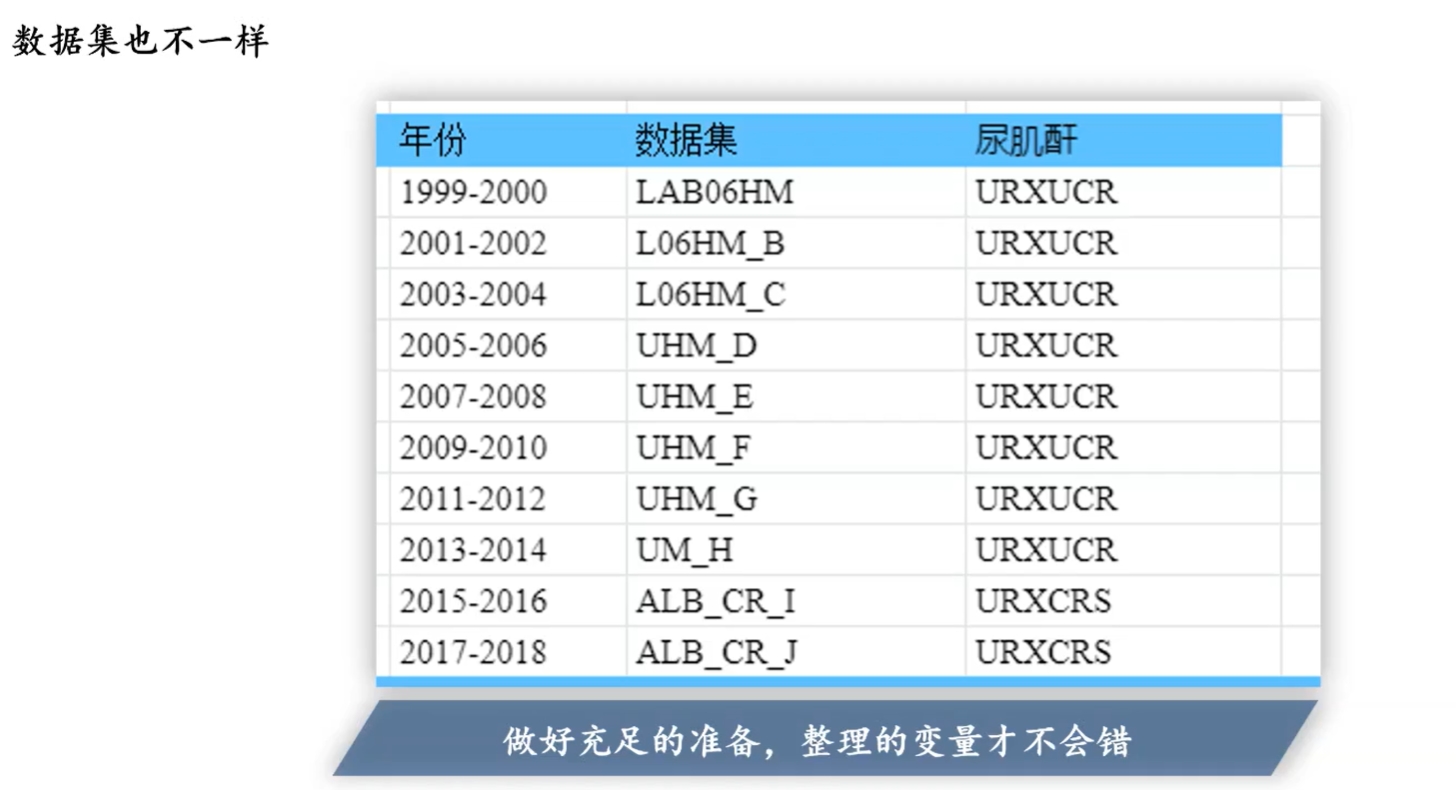 数据集也不一样
年份 数据集 尿肌酐
1999-2000 LAB06HM URXUCR
2001-2002 L06HM_B URXUCR
2003-2004 L06HM_C URXUCR
2005-2006 UHM_D URXUCR
2007-2008 UHM_E URXUCR
2009-2010 UHM_F URXUCR
2011-2012 UHM_G URXUCR
2013-2014 UM_H URXUCR
2015-2016 ALB_CR_I URXCRS
2017-2018 ALB_CR_J URXCRS
做好充足的准备，整理的变量才不会错